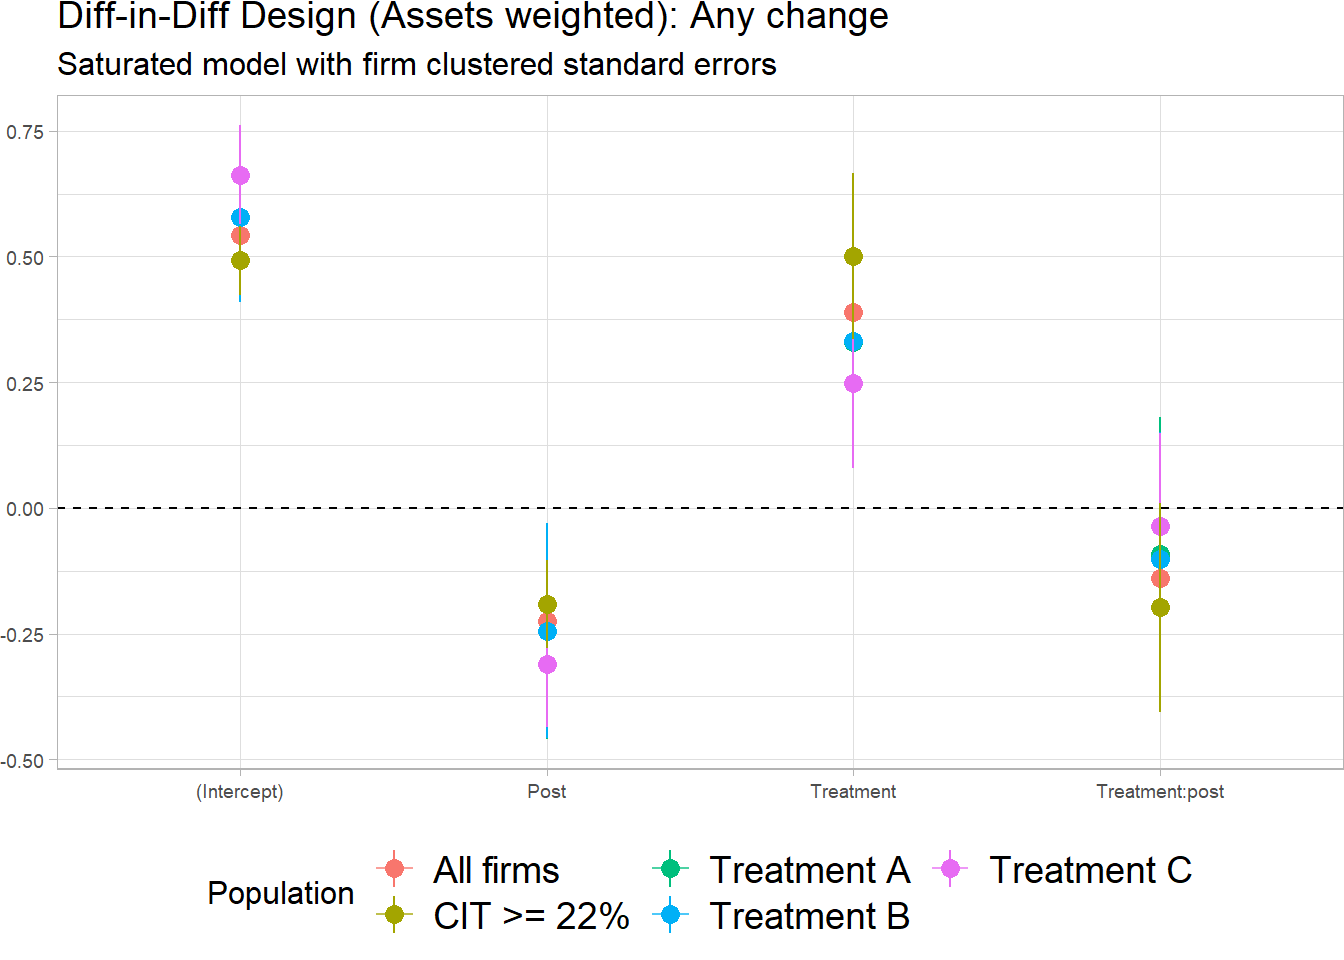 Diff-in-Diff Design (Assets weighted): Any change
Saturated model with firm clustered standard errors
0.75
0.50
0.25
0.00
-0.25
-0.50
(Intercept) Post Treatment Treatment:post
Population
All firms Treatment A Treatment C
CIT >= 22% Treatment B